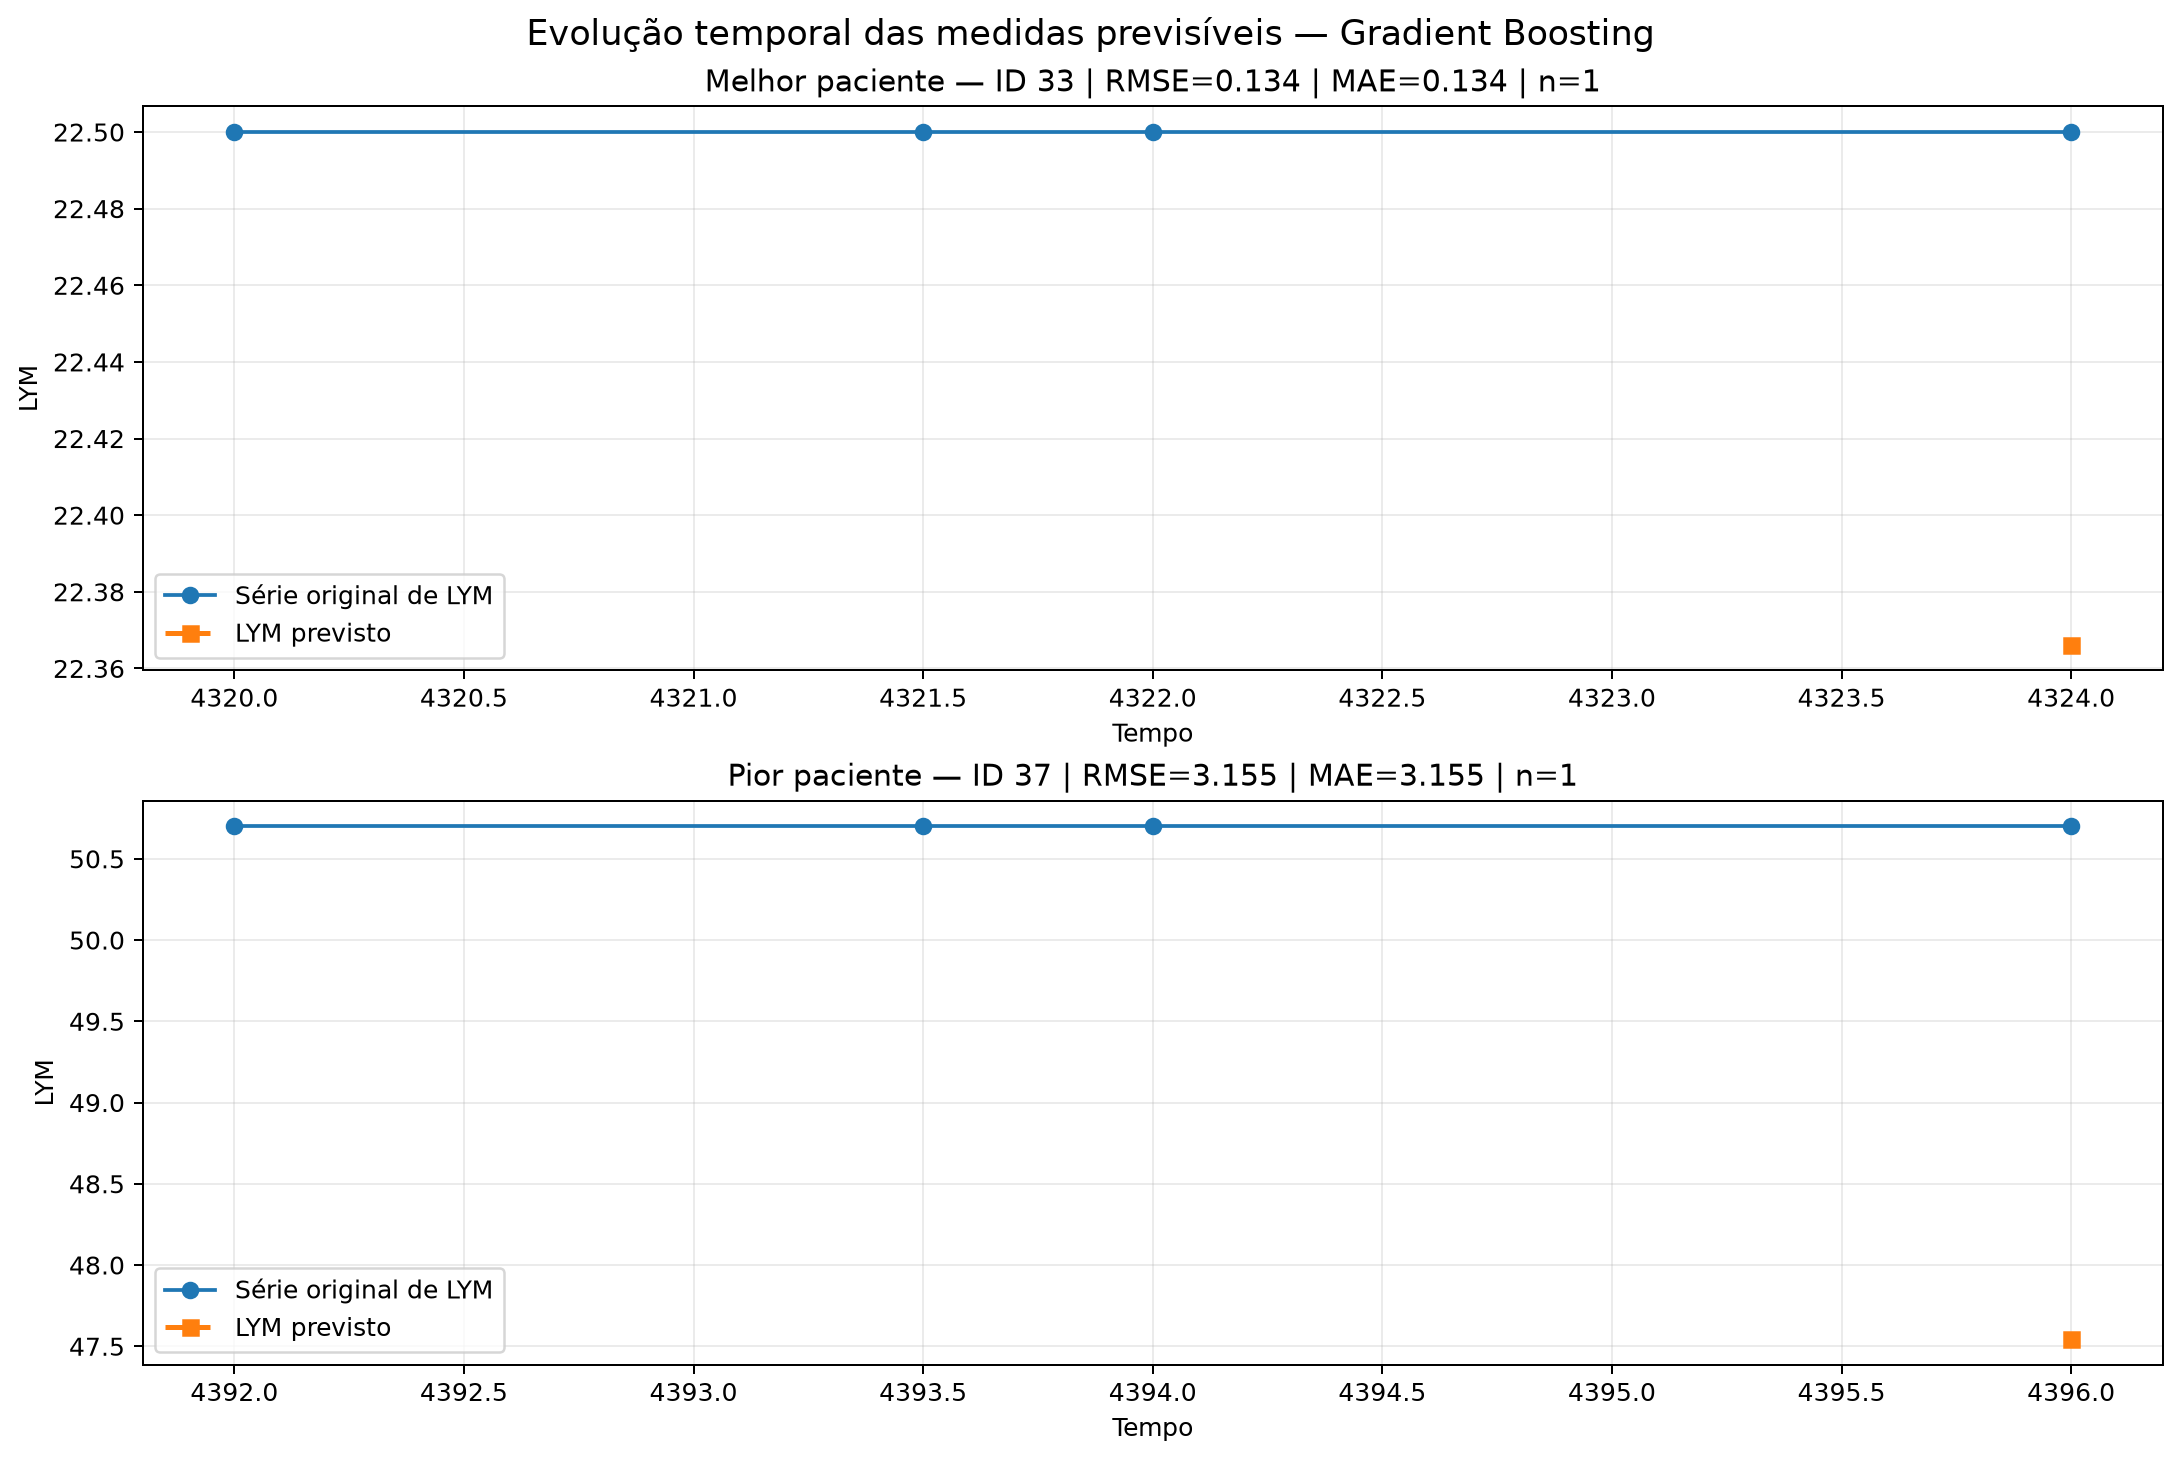 Evolução temporal das medidas previsíveis — Gradient Boosting
Melhor paciente — ID 33 | RMSE=0.134 | MAE=0.134 | n=1
22.50
22.48
22.46
22.44
22.42
22.40
22.38
22.36
LYM
Série original de LYM
LYM previsto
4320.0 4320.5 4321.0 4321.5 4322.0 4322.5 4323.0 4323.5 4324.0
Tempo
Pior paciente — ID 37 | RMSE=3.155 | MAE=3.155 | n=1
50.5
50.0
49.5
49.0
48.5
48.0
47.5
LYM
Série original de LYM
LYM previsto
4392.0 4392.5 4393.0 4393.5 4394.0 4394.5 4395.0 4395.5 4396.0
Tempo